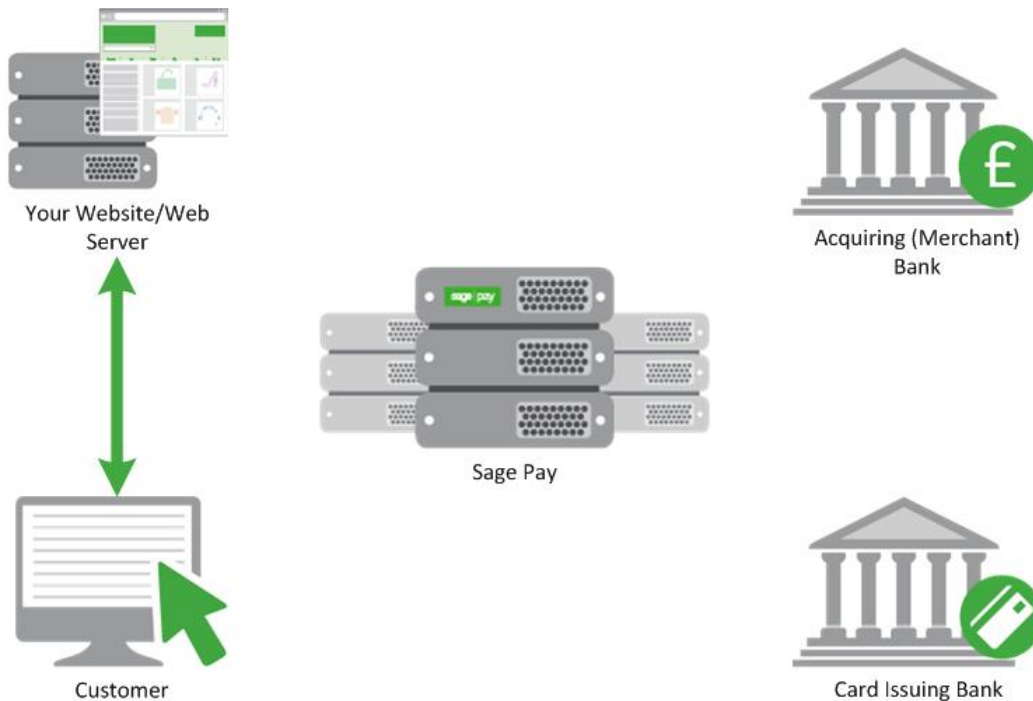 Your Website/Web
Server
Acquiring (Merchant)
Bank
£
sage pay
Sage Pay
Customer
Card Issuing Bank